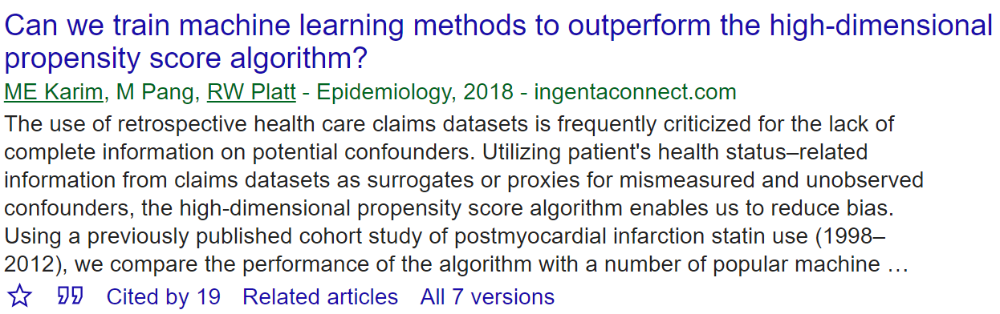 Can we train machine learning methods to outperform the high-dimensional
propensity score algorithm?
ME Karim, M Pang, RW Platt - Epidemiology, 2018 - ingentaconnect.com
The use of retrospective health care claims datasets is frequently criticized for the lack of
complete information on potential confounders. Utilizing patient's health status–related
information from claims datasets as surrogates or proxies for mismeasured and unobserved
confounders, the high-dimensional propensity score algorithm enables us to reduce bias.
Using a previously published cohort study of postmyocardial infarction statin use (1998–
2012), we compare the performance of the algorithm with a number of popular machine …
Cited by 19 Related articles All 7 versions